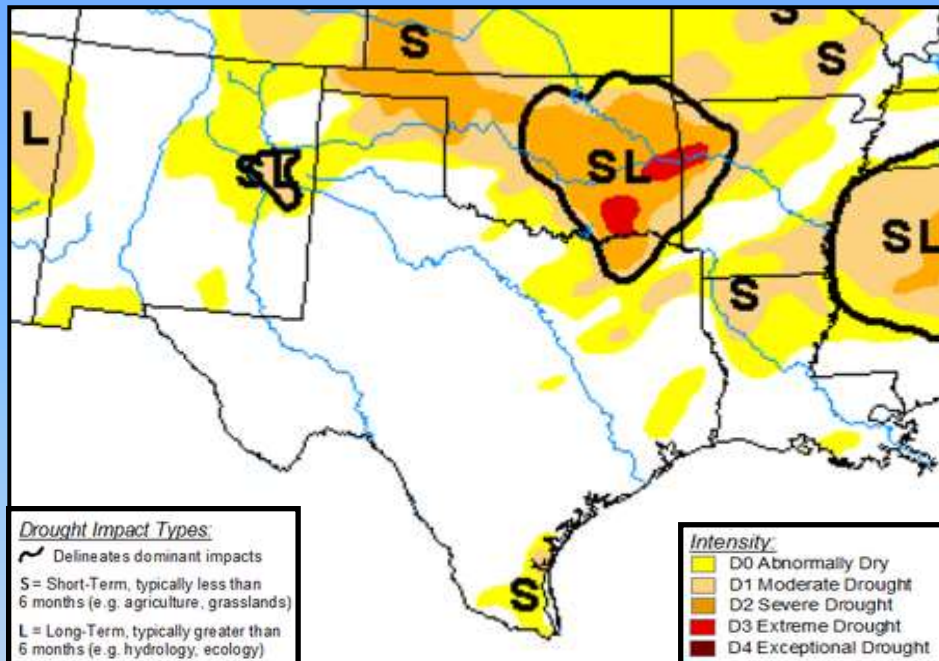 S
S
S
L
S L
S L
S L
S
S
Drought Impact Types:
Delineates dominant impacts
S = Short-Term, typically less than
6 months (e.g. agriculture, grasslands)
L = Long-Term, typically greater than
6 months (e.g. hydrology, ecology)
Intensity:
D0 Abnormally Dry
D1 Moderate Drought
D2 Severe Drought
D3 Extreme Drought
D4 Exceptional Drought